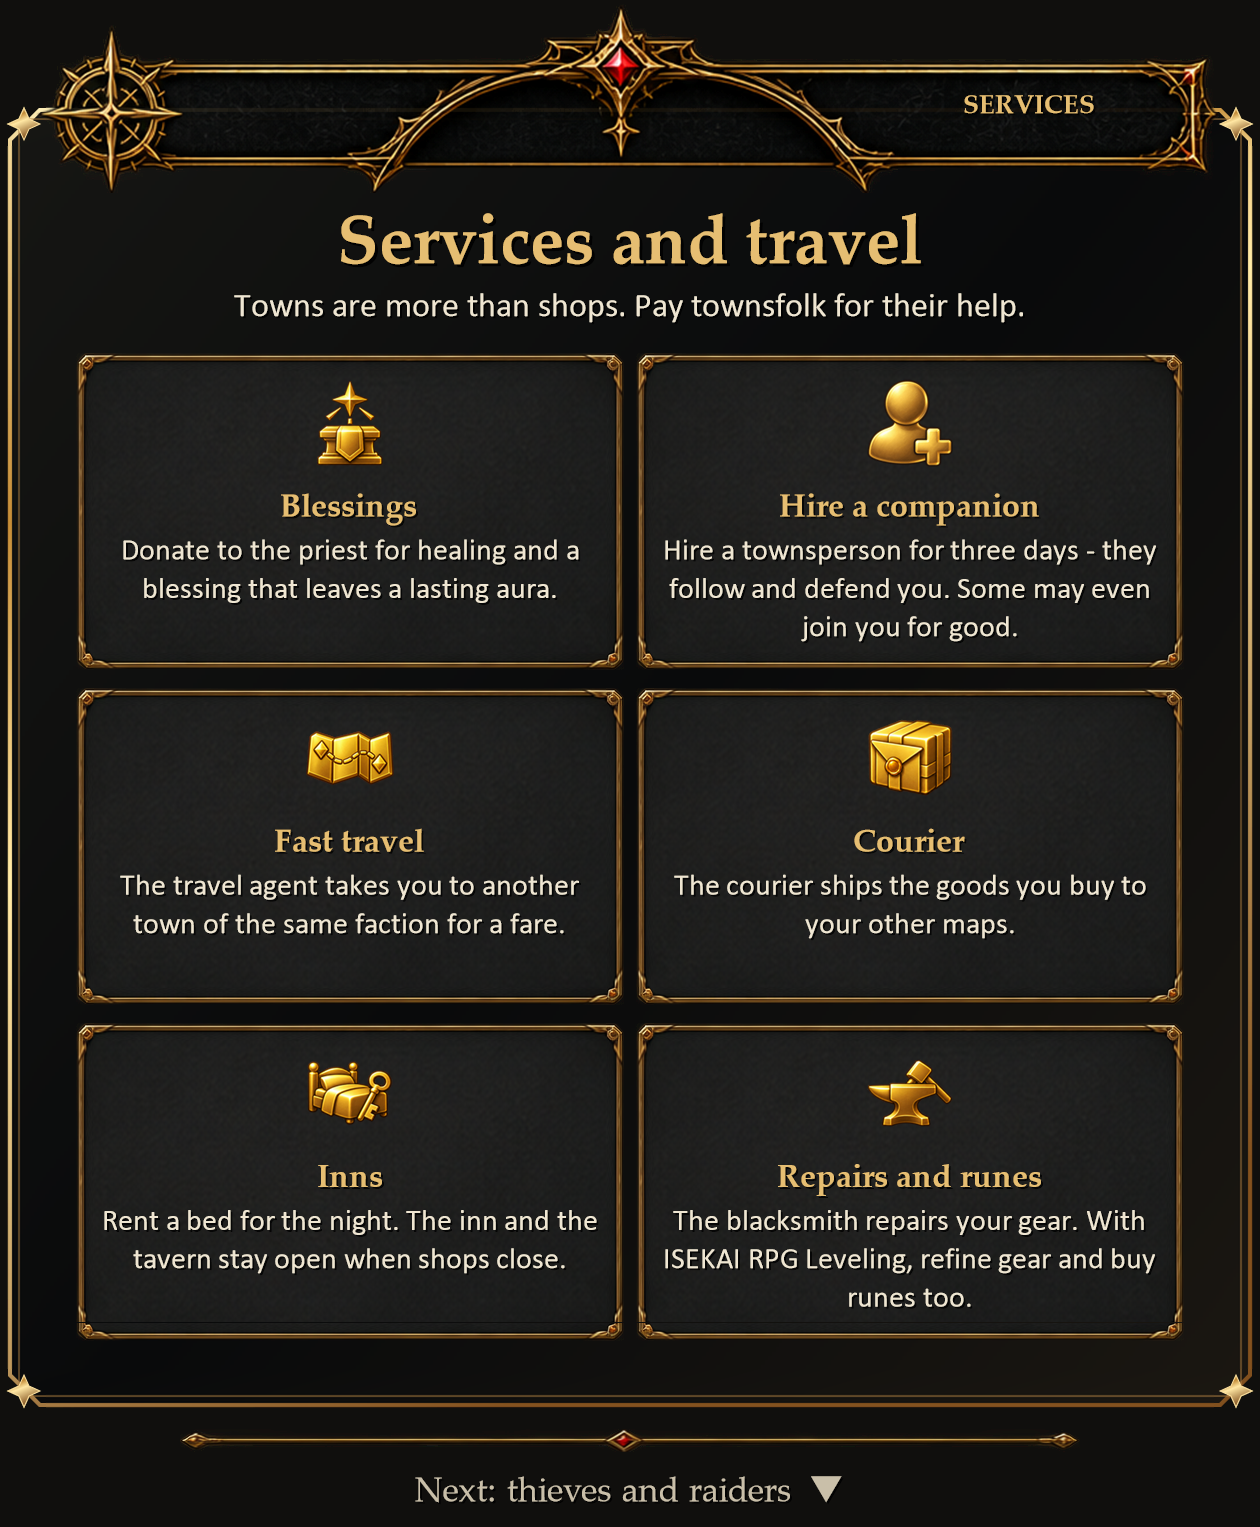 SERVICES
Services and travel
Towns are more than shops. Pay townsfolk for their help.
Blessings
Donate to the priest for healing and a
blessing that leaves a lasting aura.
Hire a companion
Hire a townsperson for three days - they
follow and defend you. Some may even
join you for good.
Fast travel
The travel agent takes you to another
town of the same faction for a fare.
Courier
The courier ships the goods you buy to
your other maps.
Inns
Rent a bed for the night. The inn and the
tavern stay open when shops close.
Repairs and runes
The blacksmith repairs your gear. With
ISEKAI RPG Leveling, refine gear and buy
runes too.
Next: thieves and raiders